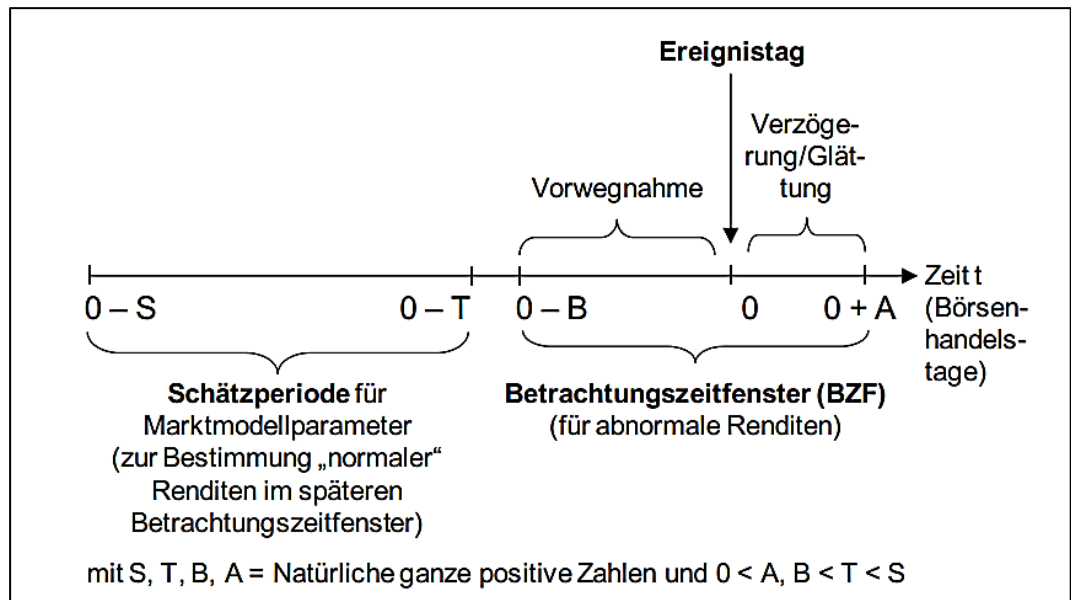 Ereignistag
Verzöge-
rung/Glät-
tung
Vorwegnahme
0 – S
0 – T
0 – B
0
0 + A
Zeit t
(Börsen-
handels-
tage)
Schätzperiode für
Marktmodellparameter
(zur Bestimmung „normaler“
Renditen im späteren
Betrachtungszeitfenster)
Betrachtungszeitfenster (BZF)
(für abnormale Renditen)
mit S, T, B, A = Natürliche ganze positive Zahlen und 0 < A, B < T < S